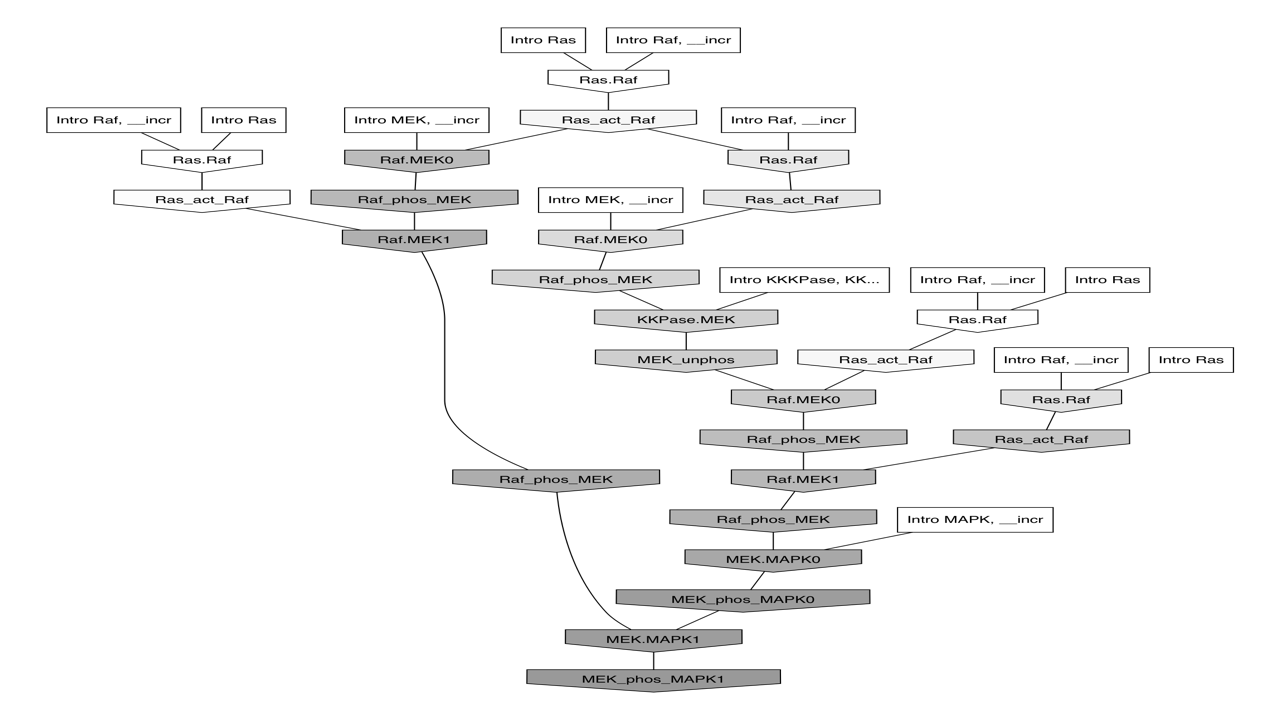 Intro Ras
Intro Raf, __incr
Ras.Raf
Intro Raf, __incr
Intro Ras
Intro MEK, __incr
Ras_act_Raf
Intro Raf, __incr
Ras.Raf
Raf.MEK0
Ras.Raf
Ras_act_Raf
Raf_phos_MEK
Intro MEK, __incr
Ras_act_Raf
Raf.MEK1
Raf.MEK0
Raf_phos_MEK
Intro KKKPase, KK...
Intro Raf, __incr
Intro Ras
KKPase.MEK
Ras.Raf
MEK_unphos
Ras_act_Raf
Intro Raf, __incr
Intro Ras
Raf.MEK0
Ras.Raf
Raf_phos_MEK
Ras_act_Raf
Raf_phos_MEK
Raf.MEK1
Raf_phos_MEK
Intro MAPK, __incr
MEK.MAPK0
MEK_phos_MAPK0
MEK.MAPK1
MEK_phos_MAPK1